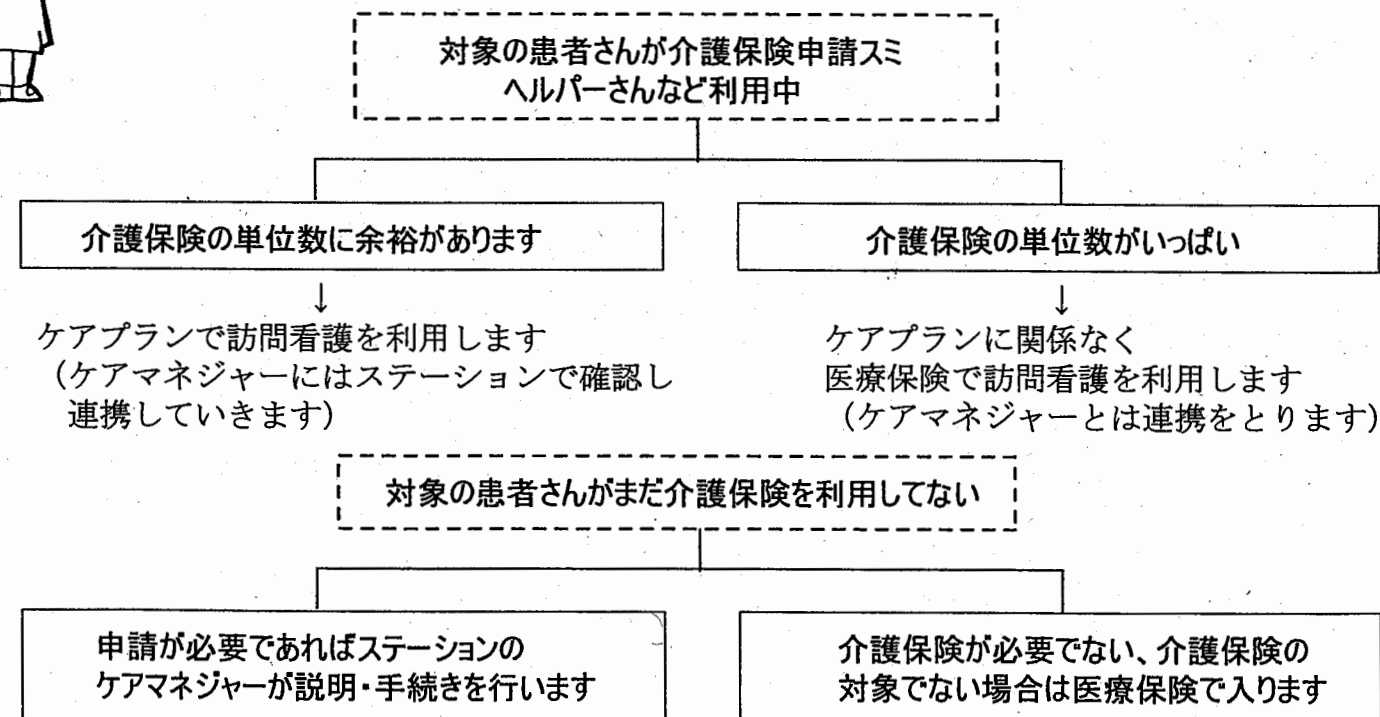 対象の患者さんが介護保険申請スミ
ヘルパーさんなど利用中
介護保険の単位数に余裕があります
↓
ケアプランで訪問看護を利用します
（ケアマネジャーにはステーションで確認し
連携していきます）
介護保険の単位数がいっぱい
↓
ケアプランに関係なく
医療保険で訪問看護を利用します
（ケアマネジャーとは連携をとります）
対象の患者さんがまだ介護保険を利用してない
申請が必要であればステーションの
ケアマネジャーが説明・手続きを行います
介護保険が必要でない、介護保険の
対象でない場合は医療保険で入ります